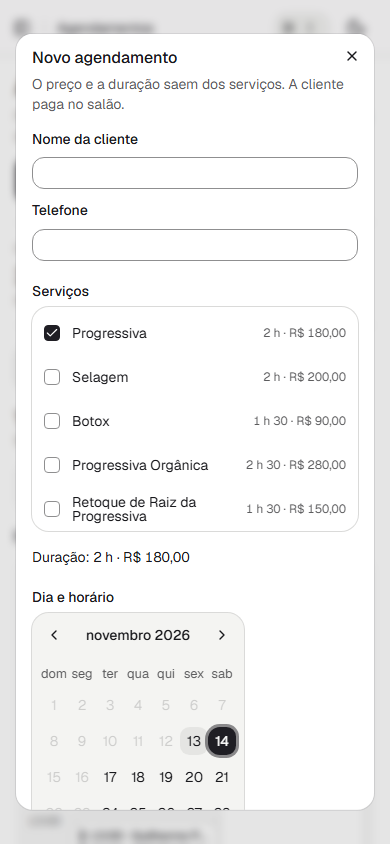 Agendamentos
Novo agendamento
O preço e a duração saem dos serviços. A cliente
paga no salão.
Nome da cliente
Telefone
Serviços
Progressiva 2 h · R$ 180,00
Selagem 2 h · R$ 200,00
Botox 1 h 30 · R$ 90,00
Progressiva Orgânica 2 h 30 · R$ 280,00
Retoque de Raiz da
Progressiva 1 h 30 · R$ 150,00
Duração: 2 h · R$ 180,00
Dia e horário
novembro 2026
dom seg ter qua qui sex sab
1 2 3 4 5 6 7
8 9 10 11 12 13 14
15 16 17 18 19 20 21